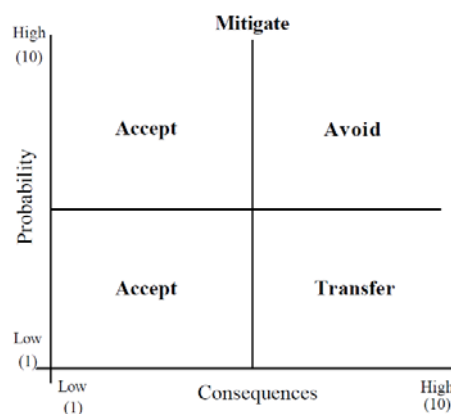 Mitigate
High
(10)
Accept
Avoid
Probability
Accept
Transfer
Low
(1)
Low
(1)
Consequences
High
(10)